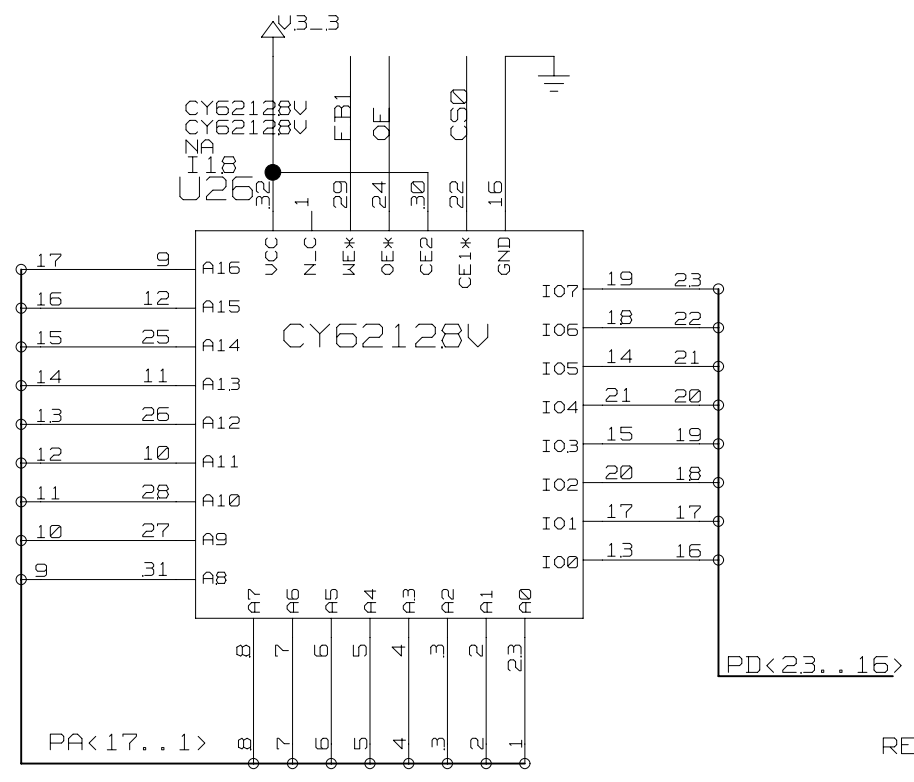 V3_3
CY62128V
CY62128V
NA
I18
U26
32 1 29 24 30 22 16
FB1 OE CS0
VCC N_C WE* OE* CE2 CE1* GND
CY62128V
17 9 A16
16 12 A15
15 25 A14
14 11 A13
13 26 A12
12 10 A11
11 28 A10
10 27 A9
9 31 A8
IO7 19 23
IO6 18 22
IO5 14 21
IO4 21 20
IO3 15 19
IO2 20 18
IO1 17 17
IO0 13 16
A7 A6 A5 A4 A3 A2 A1 A0
8 7 6 5 4 3 2 23
PD<23..16>
PA<17..1>
8 7 6 5 4 3 2 1
RE